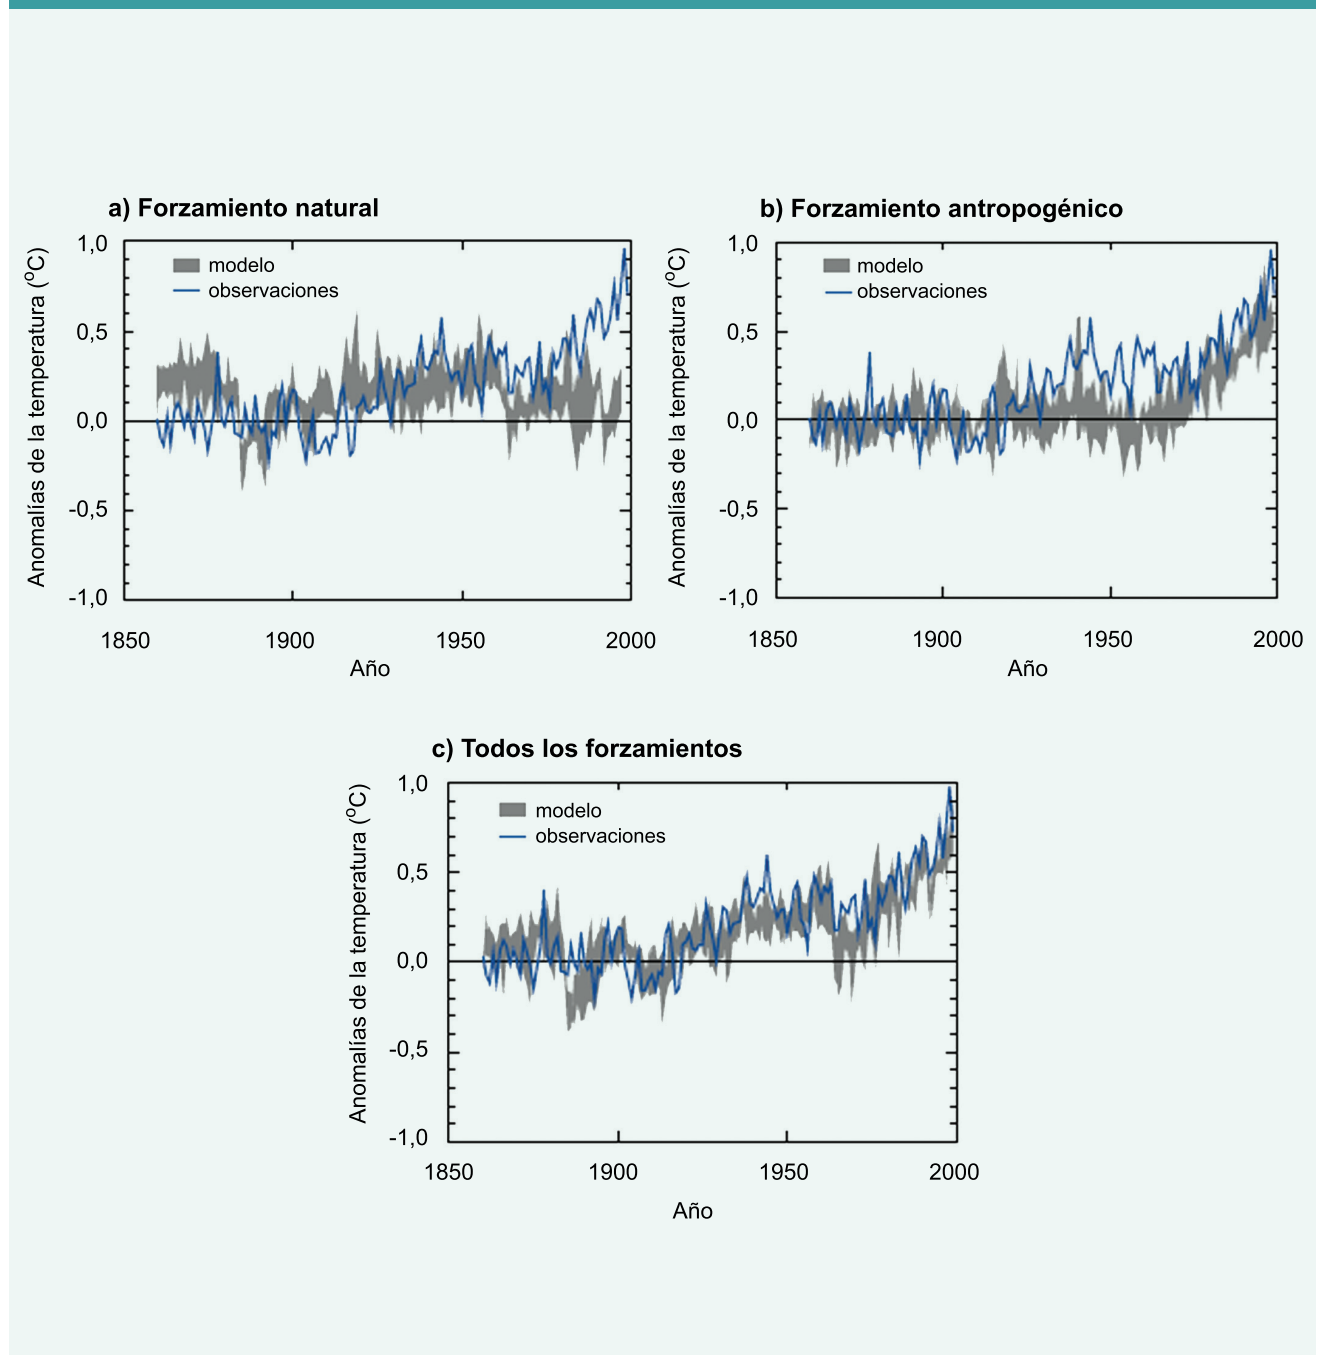 a) Forzamiento natural
Anomalías de la temperatura (ºC)
1,0
0,5
0,0
-0,5
-1,0
modelo
observaciones
1850 1900 1950 2000
Año
b) Forzamiento antropogénico
Anomalías de la temperatura (ºC)
1,0
0,5
0,0
-0,5
-1,0
modelo
observaciones
1850 1900 1950 2000
Año
c) Todos los forzamientos
Anomalías de la temperatura (ºC)
1,0
0,5
0,0
-0,5
-1,0
modelo
observaciones
1850 1900 1950 2000
Año